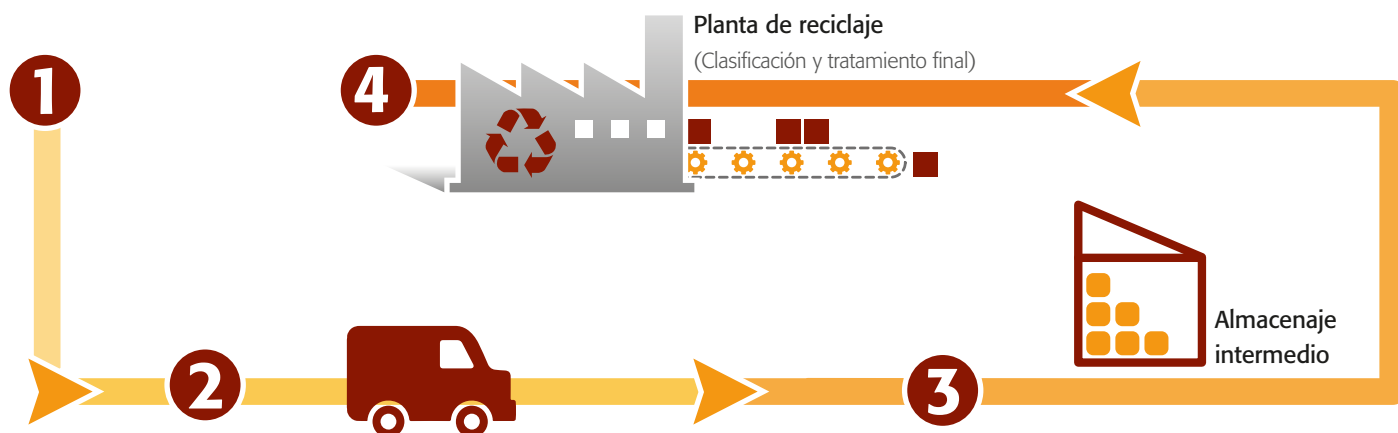 1
4
Planta de reciclaje
(Clasificación y tratamiento final)
Almacenaje
intermedio
2
3